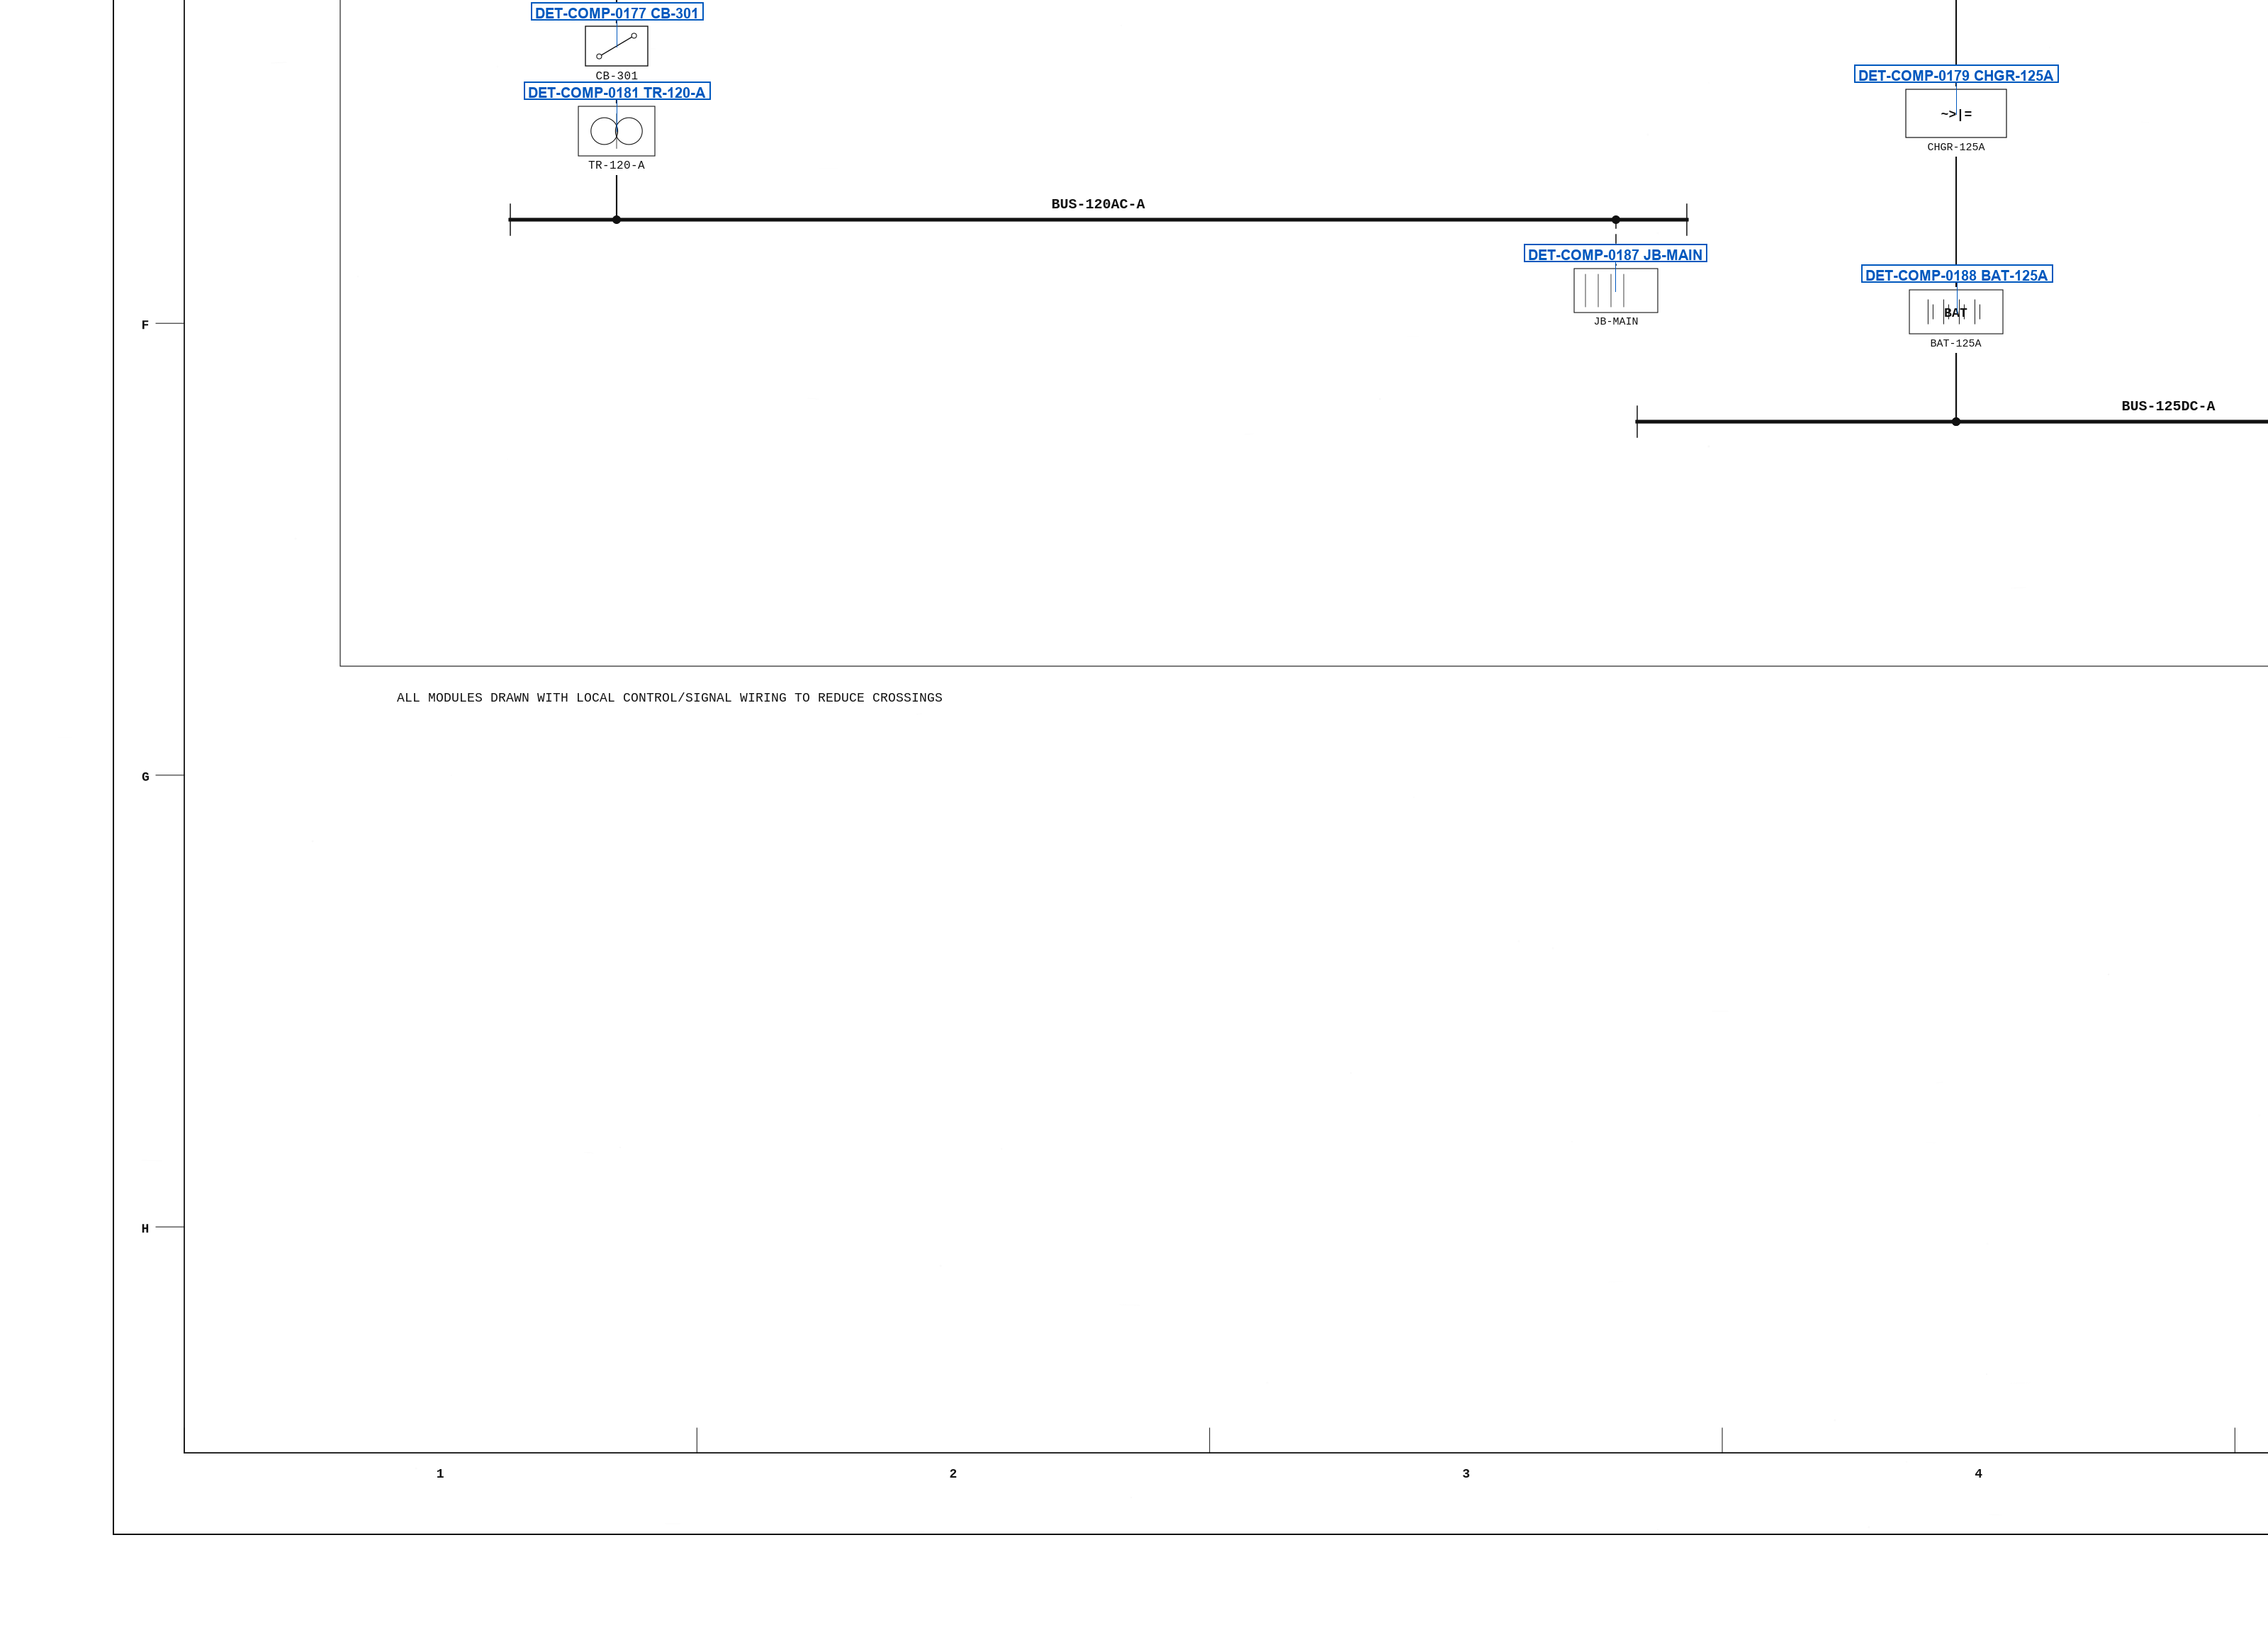 DET-COMP-0177 CB-301
CB-301
DET-COMP-0181 TR-120-A
TR-120-A
DET-COMP-0179 CHGR-125A
~>|=
CHGR-125A
BUS-120AC-A
DET-COMP-0187 JB-MAIN
JB-MAIN
DET-COMP-0188 BAT-125A
BAT
BAT-125A
F
BUS-125DC-A
ALL MODULES DRAWN WITH LOCAL CONTROL/SIGNAL WIRING TO REDUCE CROSSINGS
G
H
1 2 3 4